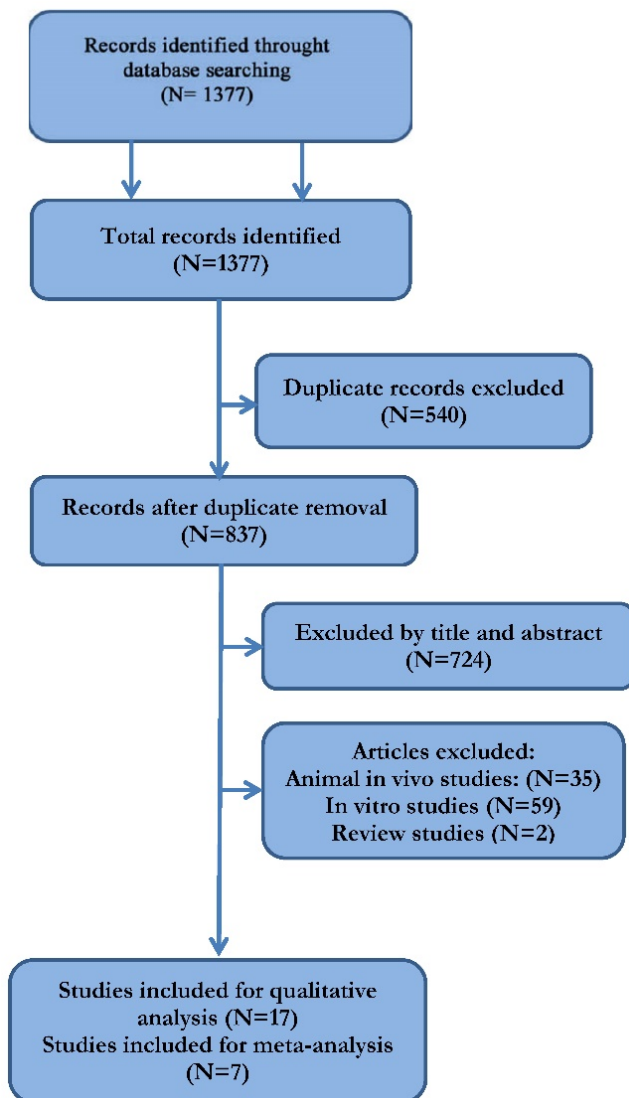 Records identified throught
database searching
(N= 1377)
Total records identified
(N=1377)
Duplicate records excluded
(N=540)
Records after duplicate removal
(N=837)
Excluded by title and abstract
(N=724)
Articles excluded:
Animal in vivo studies: (N=35)
In vitro studies (N=59)
Review studies (N=2)
Studies included for qualitative
analysis (N=17)
Studies included for meta-analysis
(N=7)